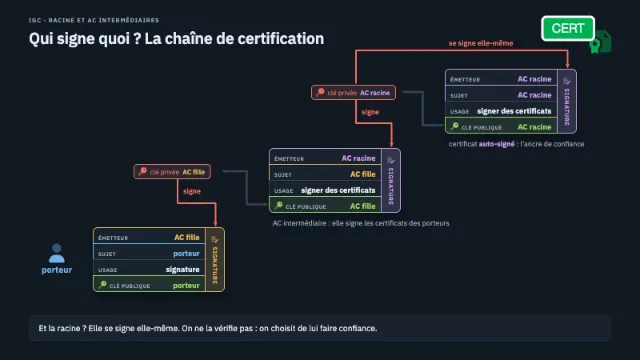 IGC · RACINE ET AC INTERMÉDIAIRES
Qui signe quoi ? La chaîne de certification
CERT
se signe elle-même
clé privée AC racine
signe
ÉMETTEUR AC racine
SUJET AC racine
USAGE signer des certificats
CLÉ PUBLIQUE AC racine
SIGNATURE
certificat auto-signé : l'ancre de confiance
clé privée AC fille
signe
ÉMETTEUR AC racine
SUJET AC fille
USAGE signer des certificats
CLÉ PUBLIQUE AC fille
SIGNATURE
AC intermédiaire : elle signe les certificats des porteurs
porteur
ÉMETTEUR AC fille
SUJET porteur
USAGE signature
CLÉ PUBLIQUE porteur
SIGNATURE
Et la racine ? Elle se signe elle-même. On ne la vérifie pas : on choisit de lui faire confiance.